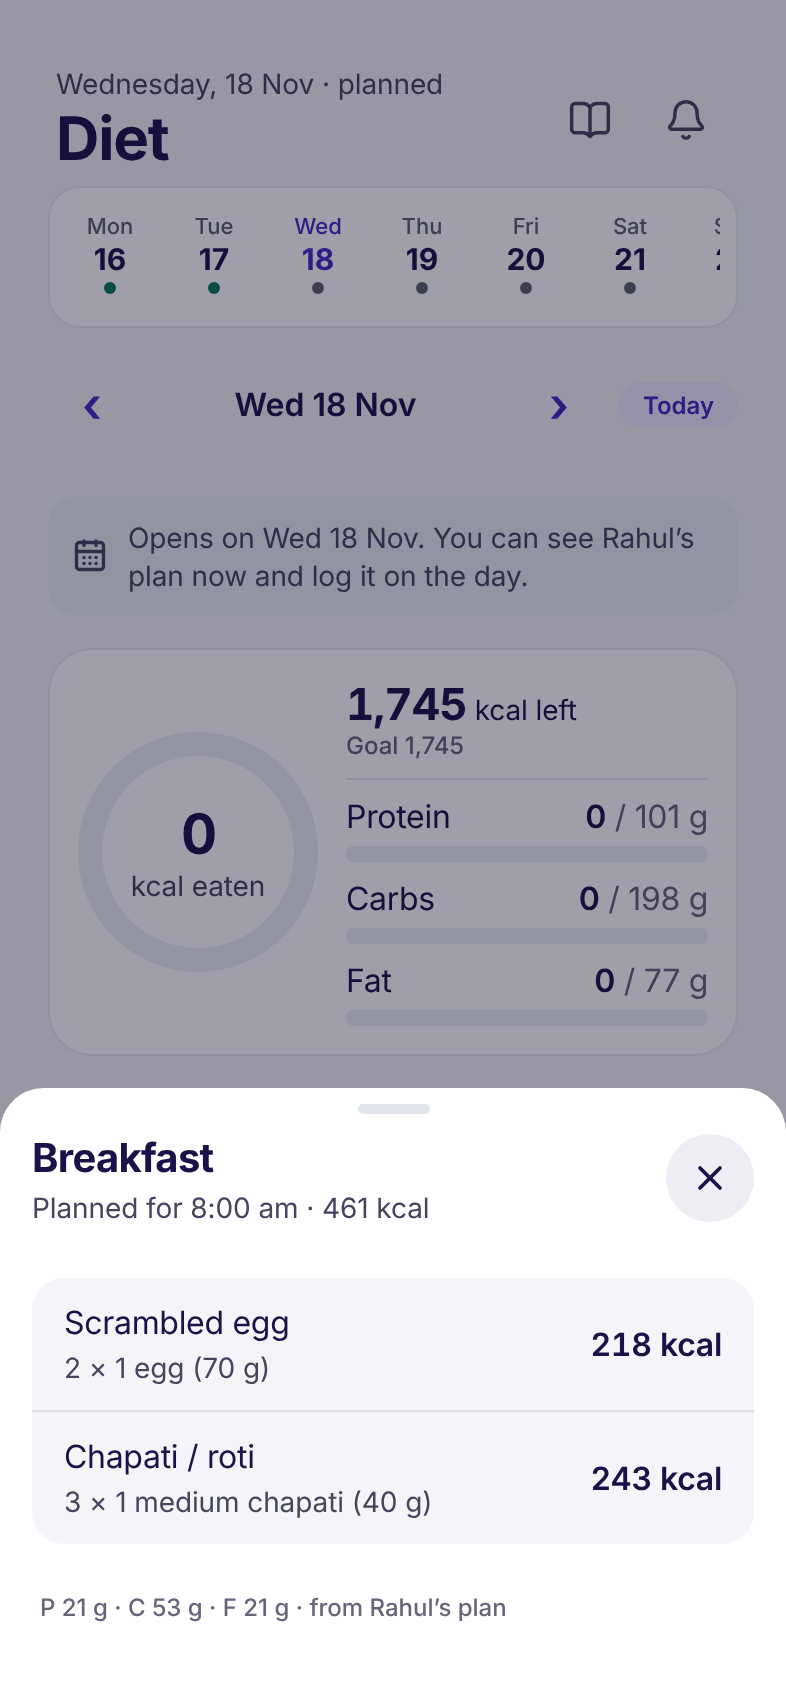 Wednesday, 18 Nov · planned
Diet
Mon Tue Wed Thu Fri Sat
16 17 18 19 20 21
‹ Wed 18 Nov › Today
Opens on Wed 18 Nov. You can see Rahul’s
plan now and log it on the day.
1,745 kcal left
Goal 1,745
0
kcal eaten
Protein 0 / 101 g
Carbs 0 / 198 g
Fat 0 / 77 g
Breakfast
Planned for 8:00 am · 461 kcal
Scrambled egg
2 × 1 egg (70 g)
218 kcal
Chapati / roti
3 × 1 medium chapati (40 g)
243 kcal
P 21 g · C 53 g · F 21 g · from Rahul’s plan